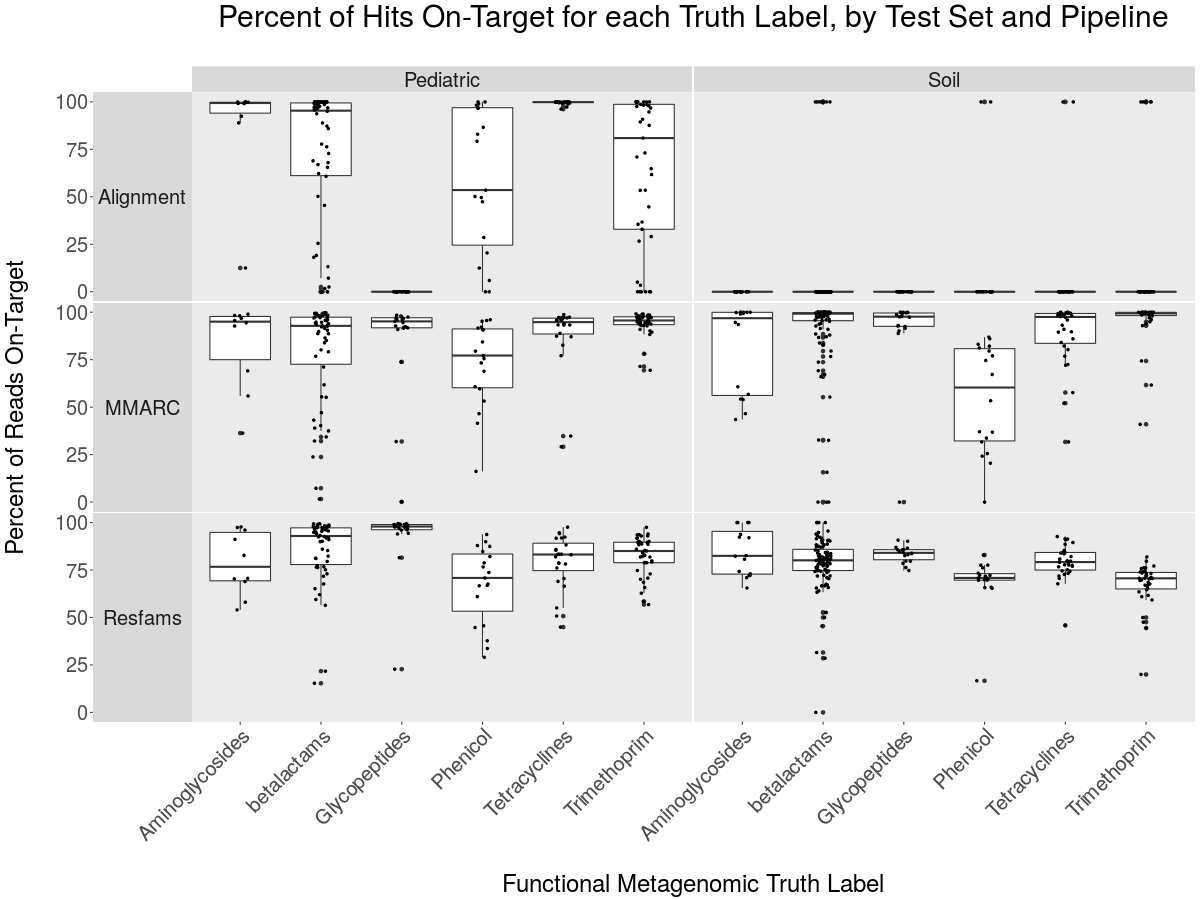 Percent of Hits On-Target for each Truth Label, by Test Set and Pipeline
Pediatric Soil
Percent of Reads On-Target
Alignment
100
75
50
25
0
MMARC
100
75
50
25
0
Resfams
100
75
50
25
0
Aminoglycosides betalactams Glycopeptides Phenicol Tetracyclines Trimethoprim Aminoglycosides betalactams Glycopeptides Phenicol Tetracyclines Trimethoprim
Functional Metagenomic Truth Label